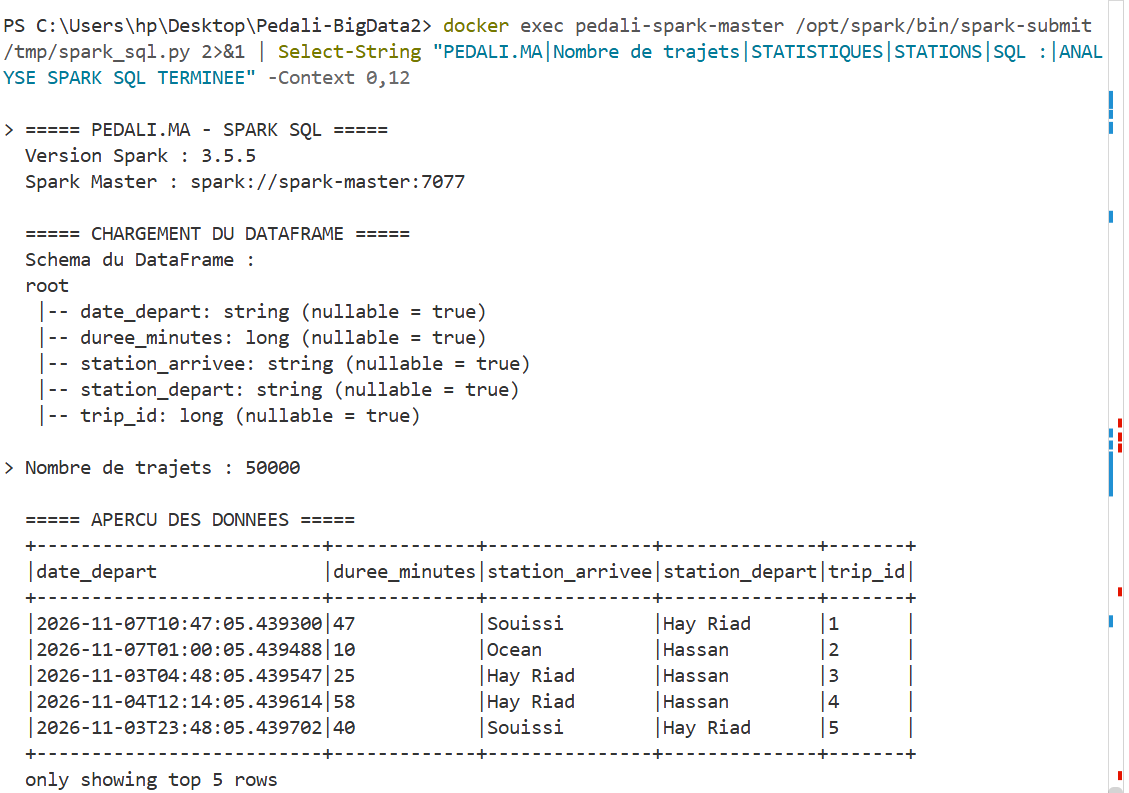 PS C:\Users\hp\Desktop\Pedali-BigData2> docker exec pedali-spark-master /opt/spark/bin/spark-submit
/tmp/spark_sql.py 2>&1 | Select-String "PEDALI.MA|Nombre de trajets|STATISTIQUES|STATIONS|SQL :|ANAL
YSE SPARK SQL TERMINEE" -Context 0,12
> ===== PEDALI.MA - SPARK SQL =====
Version Spark : 3.5.5
Spark Master : spark://spark-master:7077
===== CHARGEMENT DU DATAFRAME =====
Schema du DataFrame :
root
|-- date_depart: string (nullable = true)
|-- duree_minutes: long (nullable = true)
|-- station_arrivee: string (nullable = true)
|-- station_depart: string (nullable = true)
|-- trip_id: long (nullable = true)
> Nombre de trajets : 50000
===== APERCU DES DONNEES =====
+--------------------------+-------------+---------------+--------------+-------+
|date_depart               |duree_minutes|station_arrivee|station_depart|trip_id|
+--------------------------+-------------+---------------+--------------+-------+
|2026-11-07T10:47:05.439300|47           |Souissi        |Hay Riad      |1      |
|2026-11-07T01:00:05.439488|10           |Ocean          |Hassan        |2      |
|2026-11-03T04:48:05.439547|25           |Hay Riad       |Hassan        |3      |
|2026-11-04T12:14:05.439614|58           |Hay Riad       |Hassan        |4      |
|2026-11-03T23:48:05.439702|40           |Souissi        |Hay Riad      |5      |
+--------------------------+-------------+---------------+--------------+-------+
only showing top 5 rows